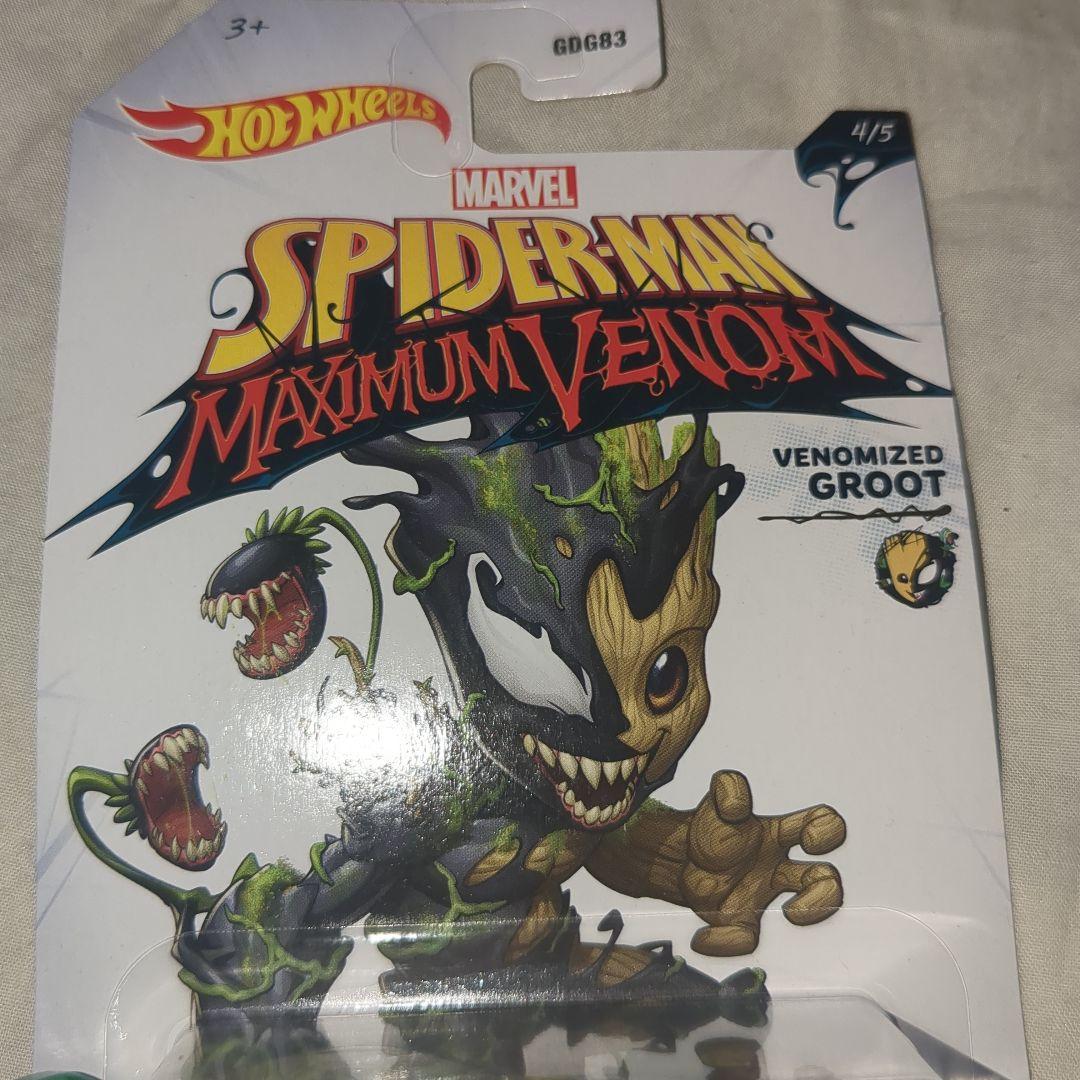 3+
GDG83
HOT WHEELS
4/5
MARVEL
SPIDER-MAN
MAXIMUM VENOM
VENOMIZED
GROOT